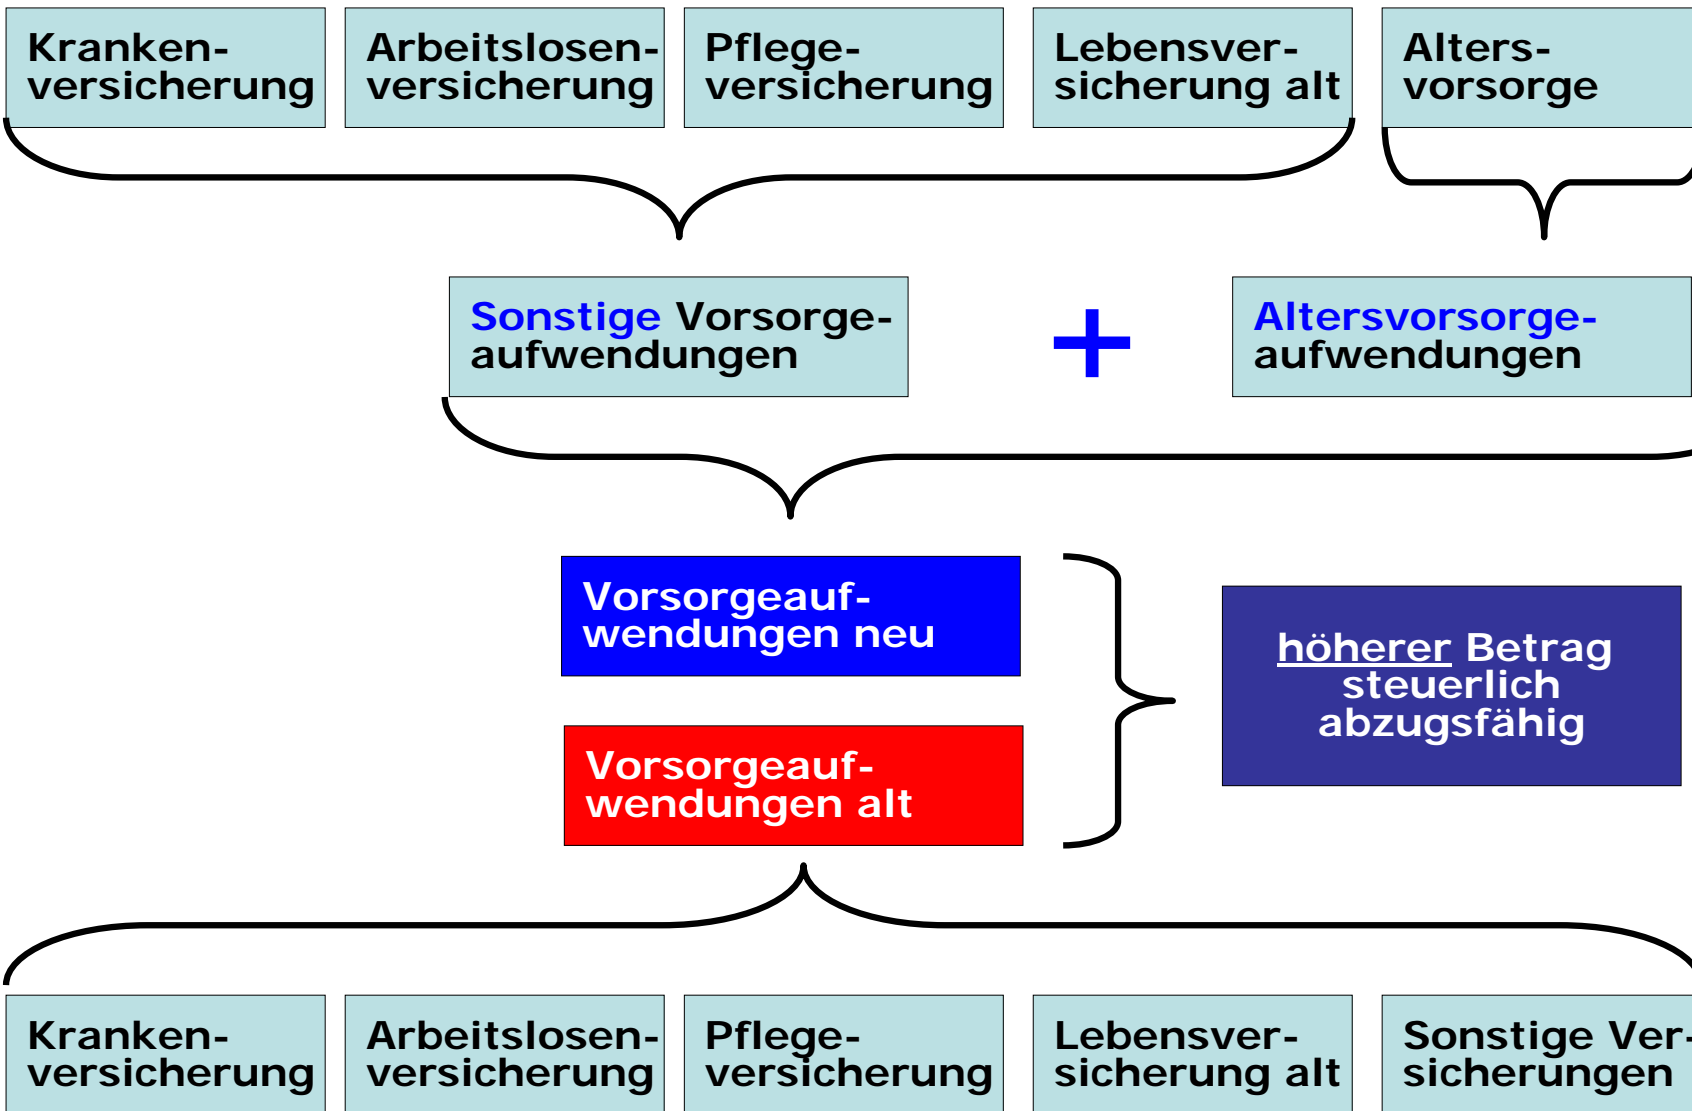 Kranken-
versicherung
Arbeitslosen-
versicherung
Pflege-
versicherung
Lebensver-
sicherung alt
Alters-
vorsorge
Sonstige Vorsorge-
aufwendungen
+
Altersvorsorge-
aufwendungen
Vorsorgeauf-
wendungen neu
höherer Betrag
steuerlich
abzugsfähig
Vorsorgeauf-
wendungen alt
Kranken-
versicherung
Arbeitslosen-
versicherung
Pflege-
versicherung
Lebensver-
sicherung alt
Sonstige Ver-
sicherungen